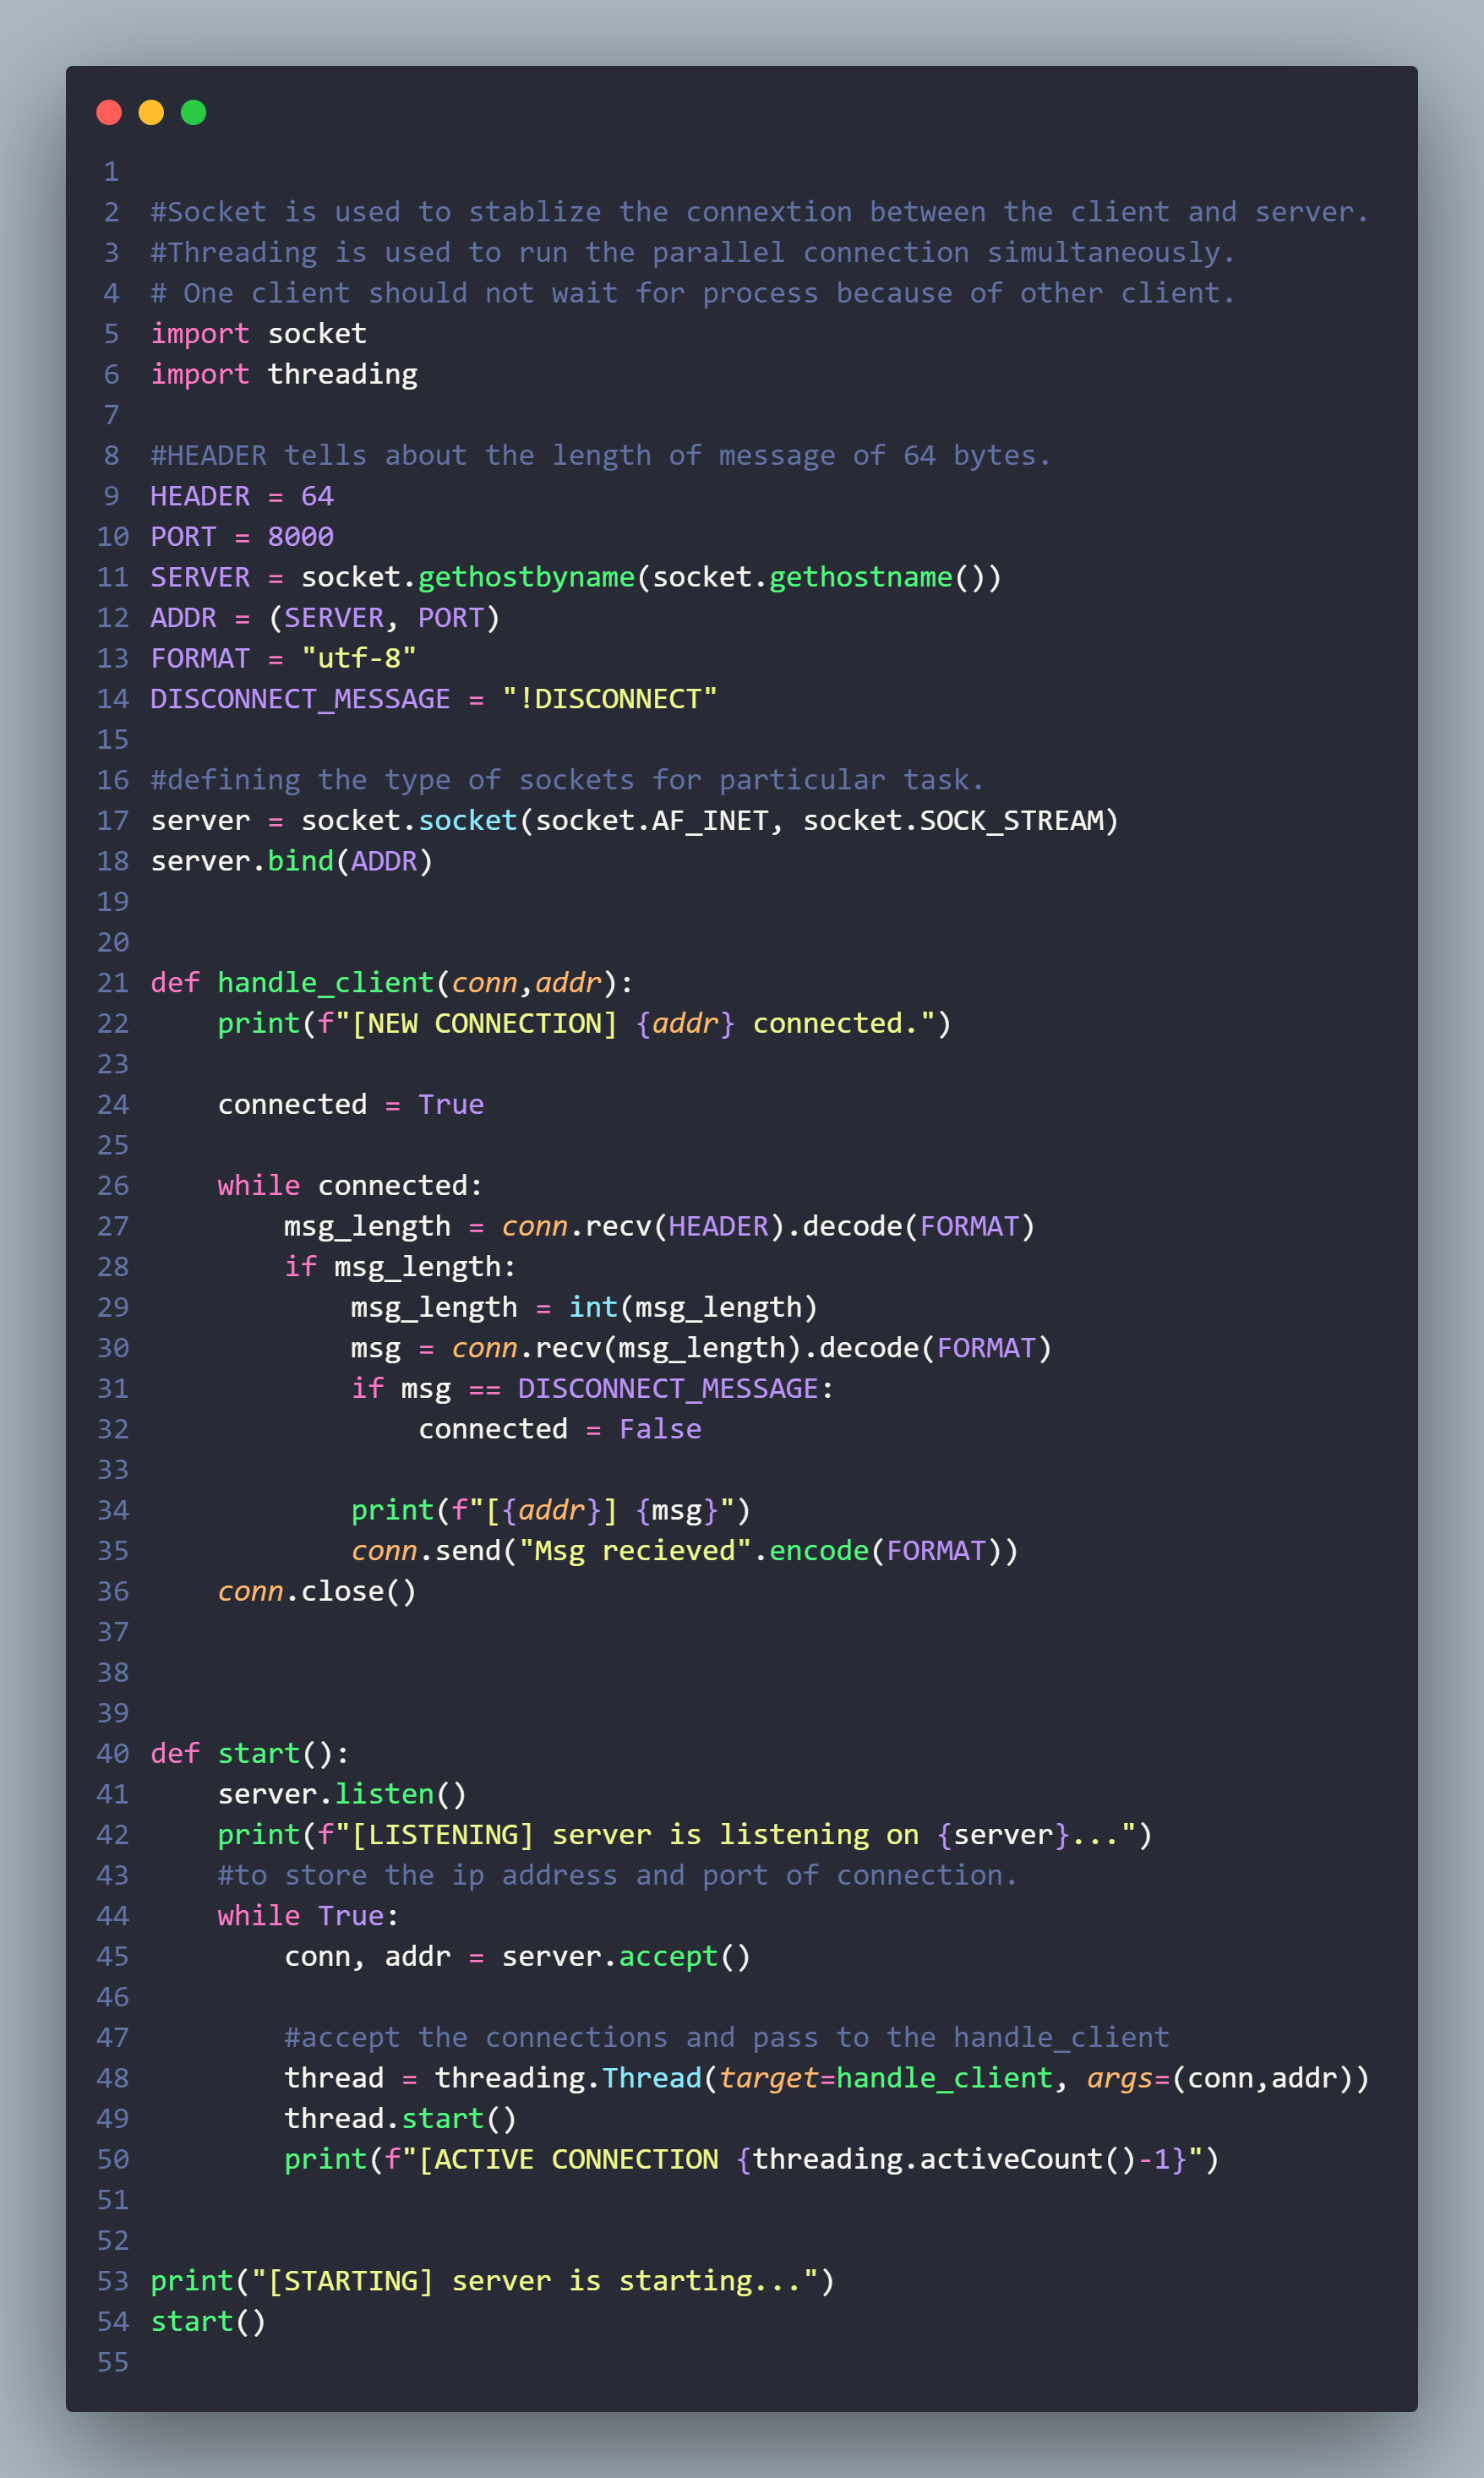 1
2 #Socket is used to stablize the connextion between the client and server.
3 #Threading is used to run the parallel connection simultaneously.
4 # One client should not wait for process because of other client.
5 import socket
6 import threading
7
8 #HEADER tells about the length of message of 64 bytes.
9 HEADER = 64
10 PORT = 8000
11 SERVER = socket.gethostbyname(socket.gethostname())
12 ADDR = (SERVER, PORT)
13 FORMAT = "utf-8"
14 DISCONNECT_MESSAGE = "!DISCONNECT"
15
16 #defining the type of sockets for particular task.
17 server = socket.socket(socket.AF_INET, socket.SOCK_STREAM)
18 server.bind(ADDR)
19
20
21 def handle_client(conn,addr):
22     print(f"[NEW CONNECTION] {addr} connected.")
23
24     connected = True
25
26     while connected:
27         msg_length = conn.recv(HEADER).decode(FORMAT)
28         if msg_length:
29             msg_length = int(msg_length)
30             msg = conn.recv(msg_length).decode(FORMAT)
31             if msg == DISCONNECT_MESSAGE:
32                 connected = False
33
34             print(f"[{addr}] {msg}")
35             conn.send("Msg recieved".encode(FORMAT))
36     conn.close()
37
38
39
40 def start():
41     server.listen()
42     print(f"[LISTENING] server is listening on {server}...")
43     #to store the ip address and port of connection.
44     while True:
45         conn, addr = server.accept()
46
47         #accept the connections and pass to the handle_client
48         thread = threading.Thread(target=handle_client, args=(conn,addr))
49         thread.start()
50         print(f"[ACTIVE CONNECTION {threading.activeCount()-1}")
51
52
53 print("[STARTING] server is starting...")
54 start()
55